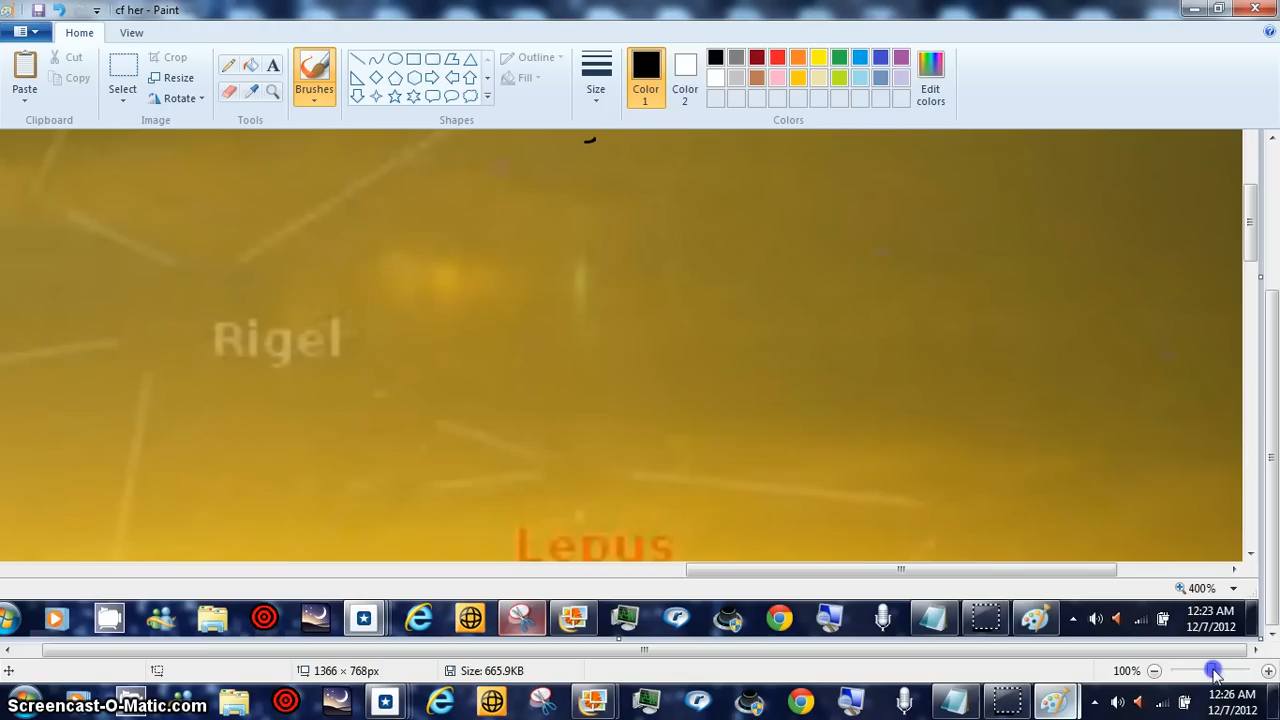 cf her - Paint
Home View
Paste Cut Copy Select Crop Resize Rotate A Brushes Outline Fill Size Color 1 Color 2 Edit colors
Clipboard Image Tools Shapes Colors
Rigel
Lepus
400%
12:23 AM
12/7/2012
1366 × 768px Size: 665.9KB 100%
12:26 AM
12/7/2012
Screencast-O-Matic.com